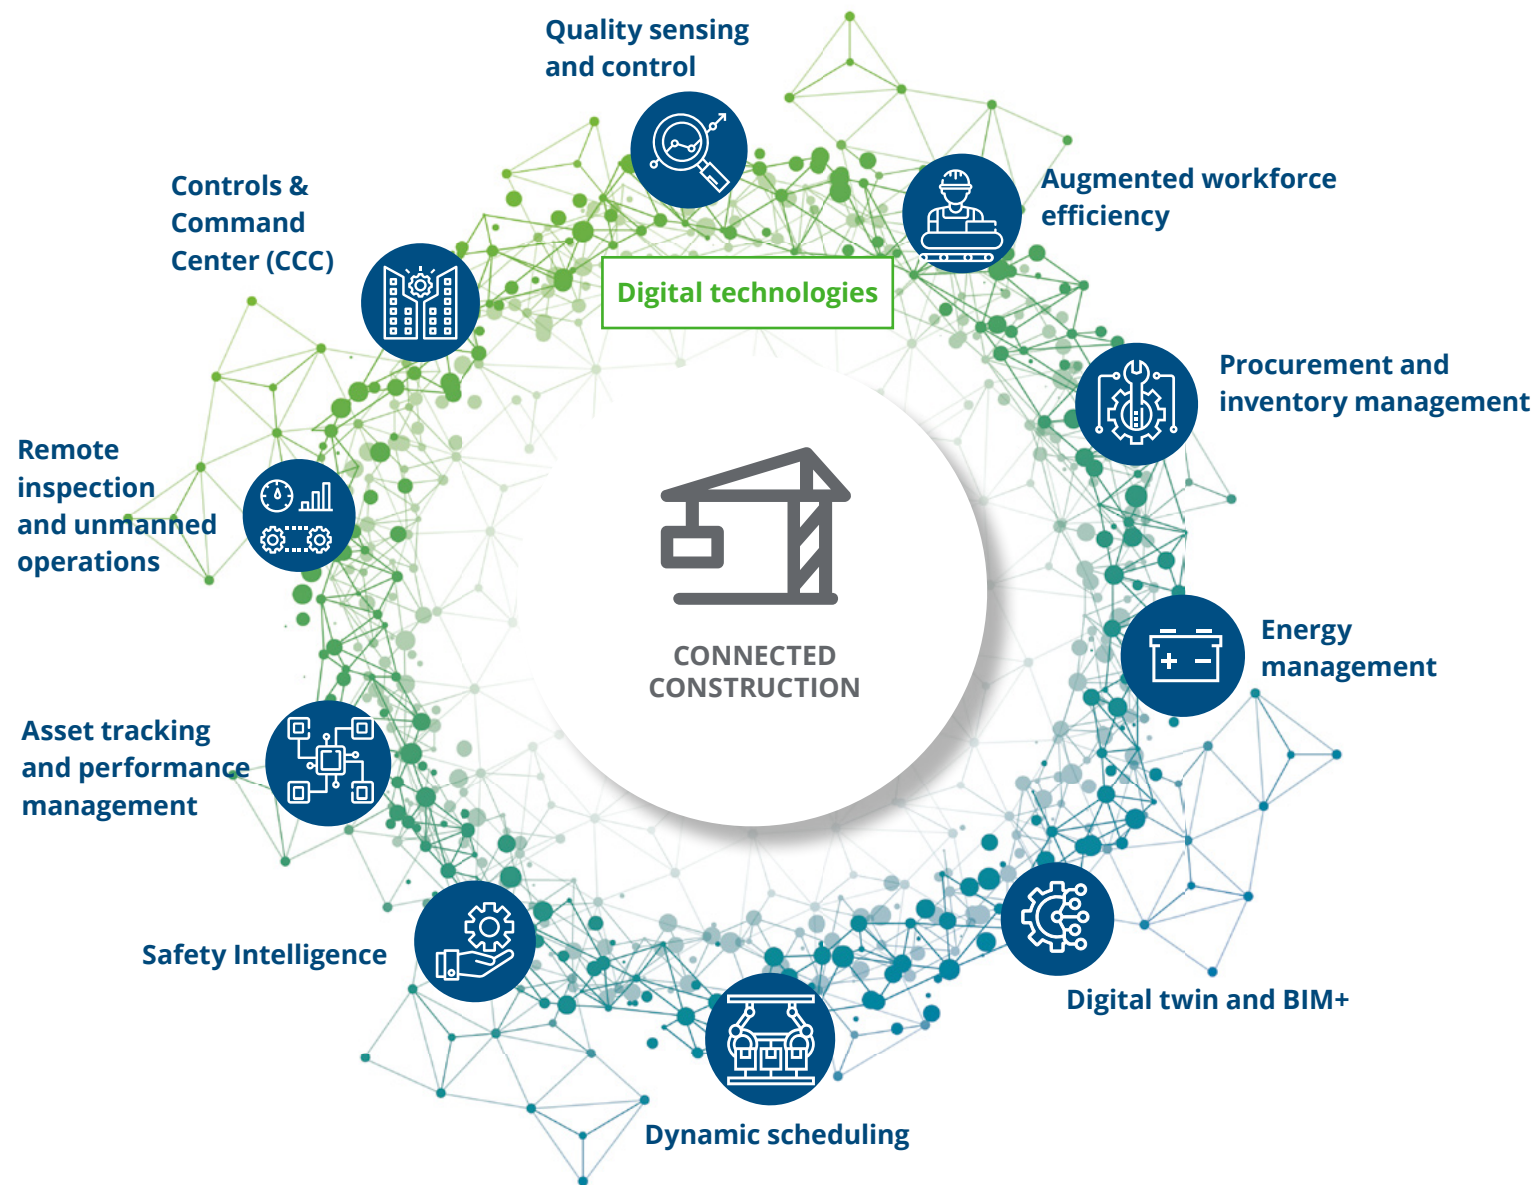 Quality sensing
and control
Augmented workforce
efficiency
Controls &
Command
Center (CCC)
Digital technologies
Procurement and
inventory management
Remote
inspection
and unmanned
operations
Energy
management
CONNECTED
CONSTRUCTION
Asset tracking
and performance
management
Safety Intelligence
Digital twin and BIM+
Dynamic scheduling